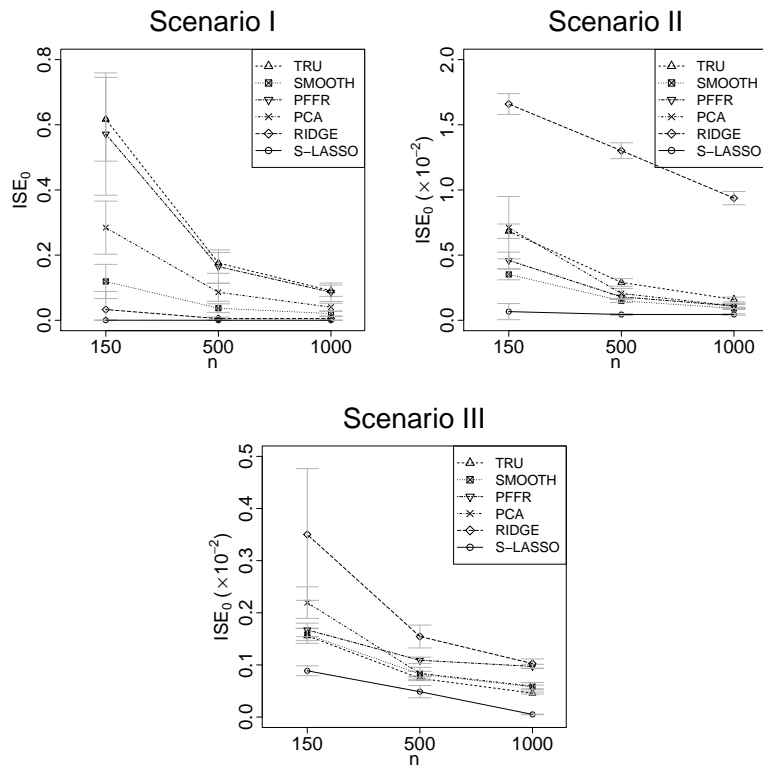 Scenario I
ISE₀
0.0 0.2 0.4 0.6 0.8
TRU
SMOOTH
PFFR
PCA
RIDGE
S−LASSO
150 500 1000
n
Scenario II
ISE₀ (×10⁻²)
0.0 0.5 1.0 1.5 2.0
TRU
SMOOTH
PFFR
PCA
RIDGE
S−LASSO
150 500 1000
n
Scenario III
ISE₀ (×10⁻²)
0.0 0.1 0.2 0.3 0.4 0.5
TRU
SMOOTH
PFFR
PCA
RIDGE
S−LASSO
150 500 1000
n